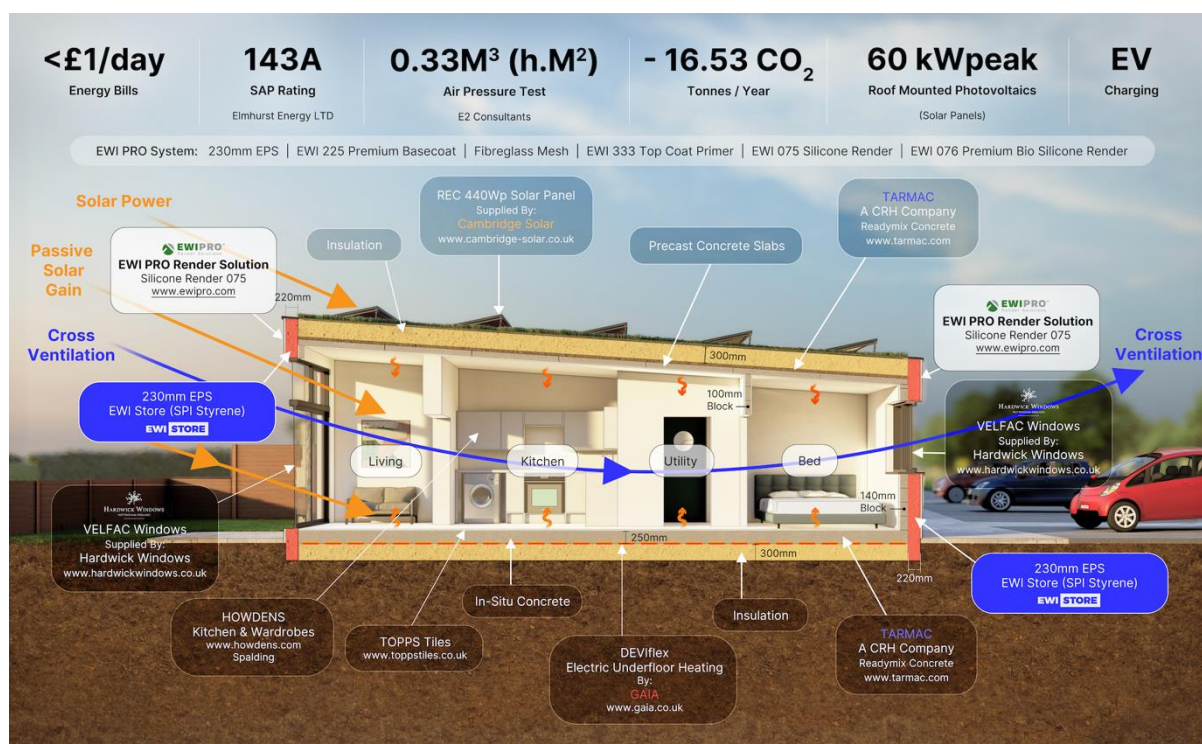 <£1/day
Energy Bills
143A
SAP Rating
Elmhurst Energy LTD
0.33M³ (h.M²)
Air Pressure Test
E2 Consultants
- 16.53 CO₂
Tonnes / Year
60 kWpeak
Roof Mounted Photovoltaics
(Solar Panels)
EV
Charging
EWI PRO System: 230mm EPS | EWI 225 Premium Basecoat | Fibreglass Mesh | EWI 333 Top Coat Primer | EWI 075 Silicone Render | EWI 076 Premium Bio Silicone Render
Solar Power
Passive
Solar
Gain
Cross
Ventilation
EWIPRO
EWI PRO Render Solution
Silicone Render 075
www.ewipro.com
220mm
Insulation
REC 440Wp Solar Panel
Supplied By:
Cambridge Solar
www.cambridge-solar.co.uk
Precast Concrete Slabs
TARMAC
A CRH Company
Readymix Concrete
www.tarmac.com
EWIPRO
EWI PRO Render Solution
Silicone Render 075
www.ewipro.com
Cross
Ventilation
300mm
100mm
Block
230mm EPS
EWI Store (SPI Styrene)
EWI STORE
HARDWICK WINDOWS
VELFAC Windows
Supplied By:
Hardwick Windows
www.hardwickwindows.co.uk
Living
Kitchen
Utility
Bed
140mm
Block
HARDWICK WINDOWS
VELFAC Windows
Supplied By:
Hardwick Windows
www.hardwickwindows.co.uk
250mm
300mm
220mm
230mm EPS
EWI Store (SPI Styrene)
EWI STORE
HOWDENS
Kitchen & Wardrobes
www.howdens.com
Spalding
TOPPS Tiles
www.toppstiles.co.uk
In-Situ Concrete
DEVIflex
Electric Underfloor Heating
By:
GAIA
www.gaia.co.uk
Insulation
TARMAC
A CRH Company
Readymix Concrete
www.tarmac.com